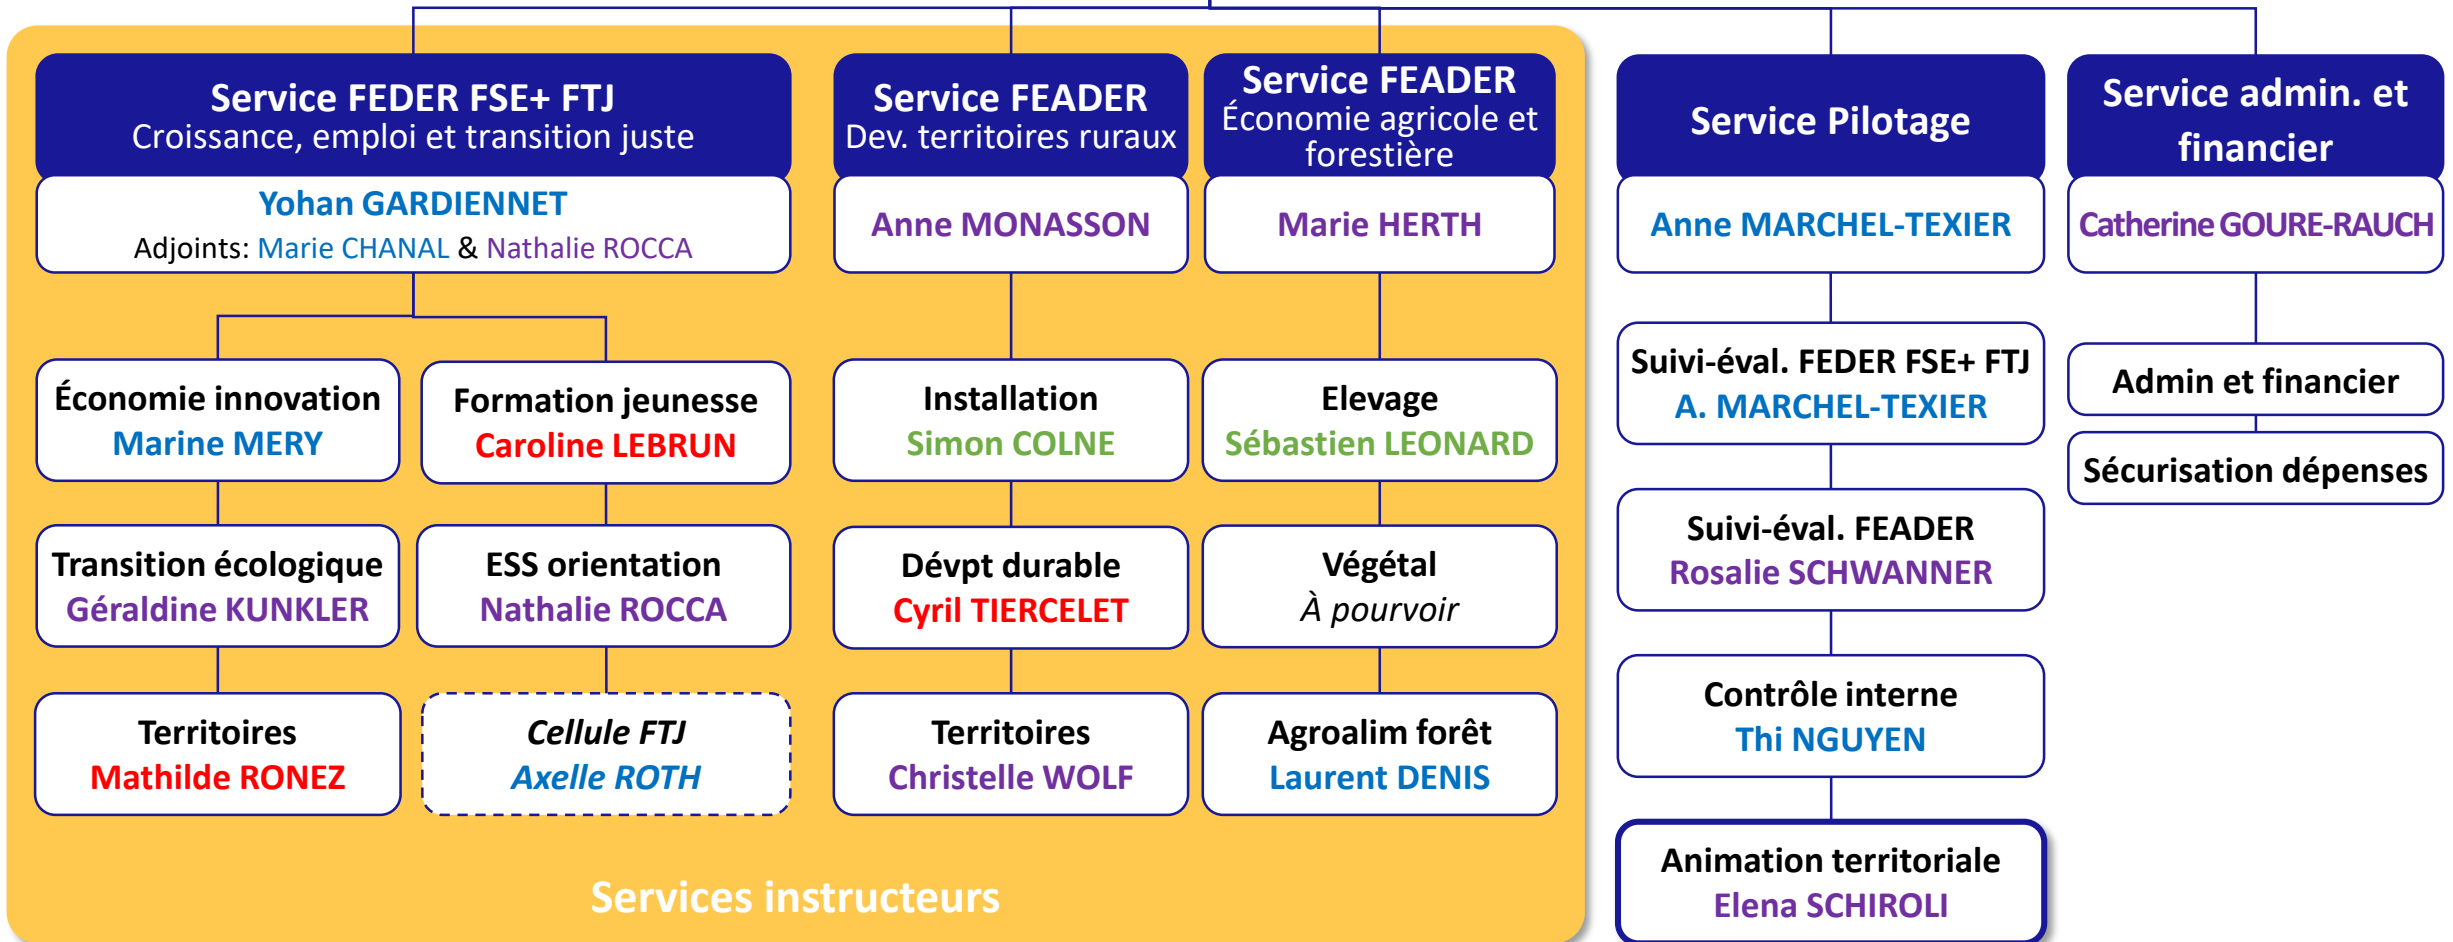 Service FEDER FSE+ FTJ
Croissance, emploi et transition juste
Yohan GARDIENNET
Adjoints: Marie CHANAL & Nathalie ROCCA
Économie innovation
Marine MERY
Transition écologique
Géraldine KUNKLER
Territoires
Mathilde RONEZ
Formation jeunesse
Caroline LEBRUN
ESS orientation
Nathalie ROCCA
Cellule FTJ
Axelle ROTH
Service FEADER
Dev. territoires ruraux
Anne MONASSON
Installation
Simon COLNE
Dévpt durable
Cyril TIERCELET
Territoires
Christelle WOLF
Service FEADER
Économie agricole et
forestière
Marie HERTH
Elevage
Sébastien LEONARD
Végétal
À pourvoir
Agroalim forêt
Laurent DENIS
Services instructeurs
Service Pilotage
Anne MARCHEL-TEXIER
Suivi-éval. FEDER FSE+ FTJ
A. MARCHEL-TEXIER
Suivi-éval. FEADER
Rosalie SCHWANNER
Contrôle interne
Thi NGUYEN
Animation territoriale
Elena SCHIROLI
Service admin. et
financier
Catherine GOURE-RAUCH
Admin et financier
Sécurisation dépenses